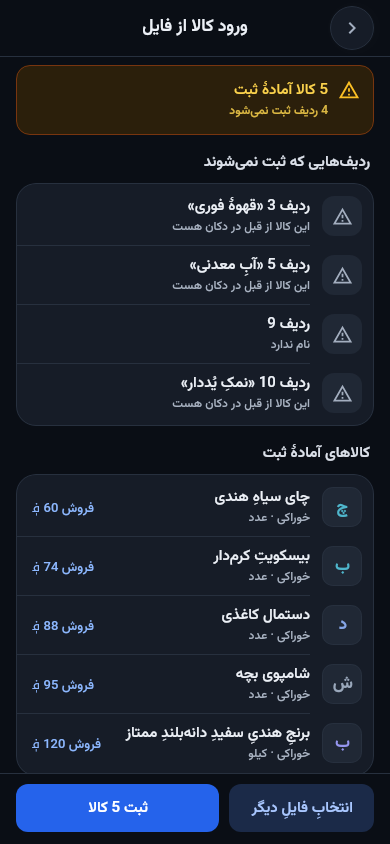 ورود کالا از فایل
5 کالا آمادهٔ ثبت
4 ردیف ثبت نمی‌شود
ردیف‌هایی که ثبت نمی‌شوند
ردیف 3 «قهوهٔ فوری»
این کالا از قبل در دکان هست
ردیف 5 «آبِ معدنی»
این کالا از قبل در دکان هست
ردیف 9
نام ندارد
ردیف 10 «نمکِ یُددار»
این کالا از قبل در دکان هست
کالاهای آمادهٔ ثبت
چ
چای سیاهِ هندی
خوراکی · عدد
فروش 60 ؋
ب
بیسکویتِ کرم‌دار
خوراکی · عدد
فروش 74 ؋
د
دستمال کاغذی
خوراکی · عدد
فروش 88 ؋
ش
شامپوی بچه
خوراکی · عدد
فروش 95 ؋
ب
برنجِ هندیِ سفیدِ دانه‌بلندِ ممتاز
خوراکی · کیلو
فروش 120 ؋
انتخابِ فایلِ دیگر
ثبت 5 کالا